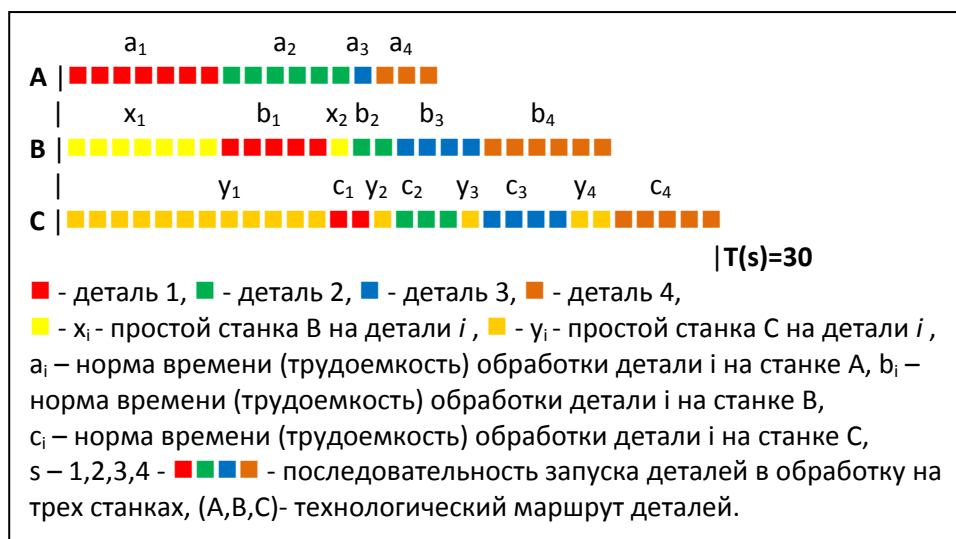 a₁ a₂ a₃ a₄
A |
| x₁ b₁ x₂ b₂ b₃ b₄
B |
| y₁ c₁ y₂ c₂ y₃ c₃ y₄ c₄
C |
|T(s)=30
- деталь 1, - деталь 2, - деталь 3, - деталь 4,
- xᵢ - простой станка В на детали i , - yᵢ - простой станка С на детали i ,
aᵢ – норма времени (трудоемкость) обработки детали i на станке А, bᵢ –
норма времени (трудоемкость) обработки детали i на станке В,
cᵢ – норма времени (трудоемкость) обработки детали i на станке С,
s – 1,2,3,4 - - последовательность запуска деталей в обработку на
трех станках, (А,В,С)- технологический маршрут деталей.